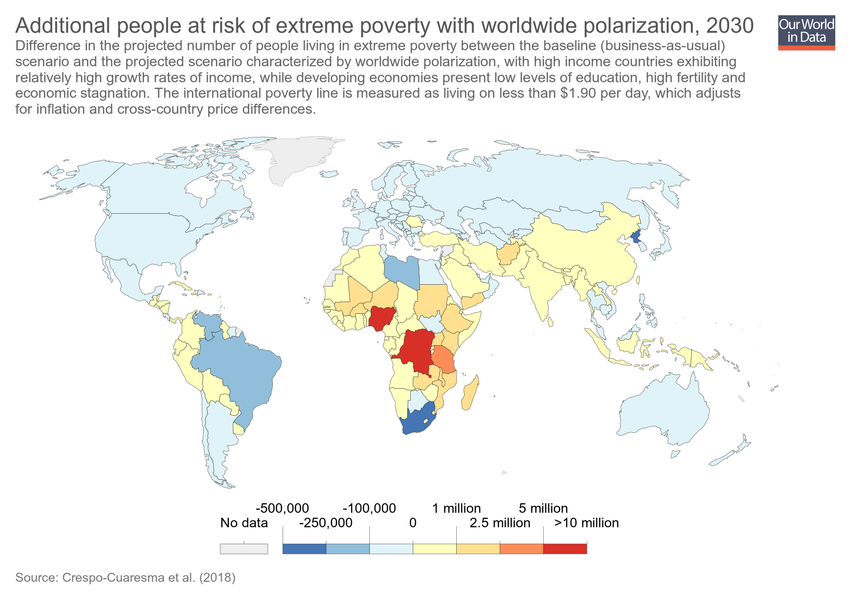 Additional people at risk of extreme poverty with worldwide polarization, 2030
Our World
in Data
Difference in the projected number of people living in extreme poverty between the baseline (business-as-usual)
scenario and the projected scenario characterized by worldwide polarization, with high income countries exhibiting
relatively high growth rates of income, while developing economies present low levels of education, high fertility and
economic stagnation. The international poverty line is measured as living on less than $1.90 per day, which adjusts
for inflation and cross-country price differences.
-500,000 -100,000 1 million 5 million
No data -250,000 0 2.5 million >10 million
Source: Crespo-Cuaresma et al. (2018)